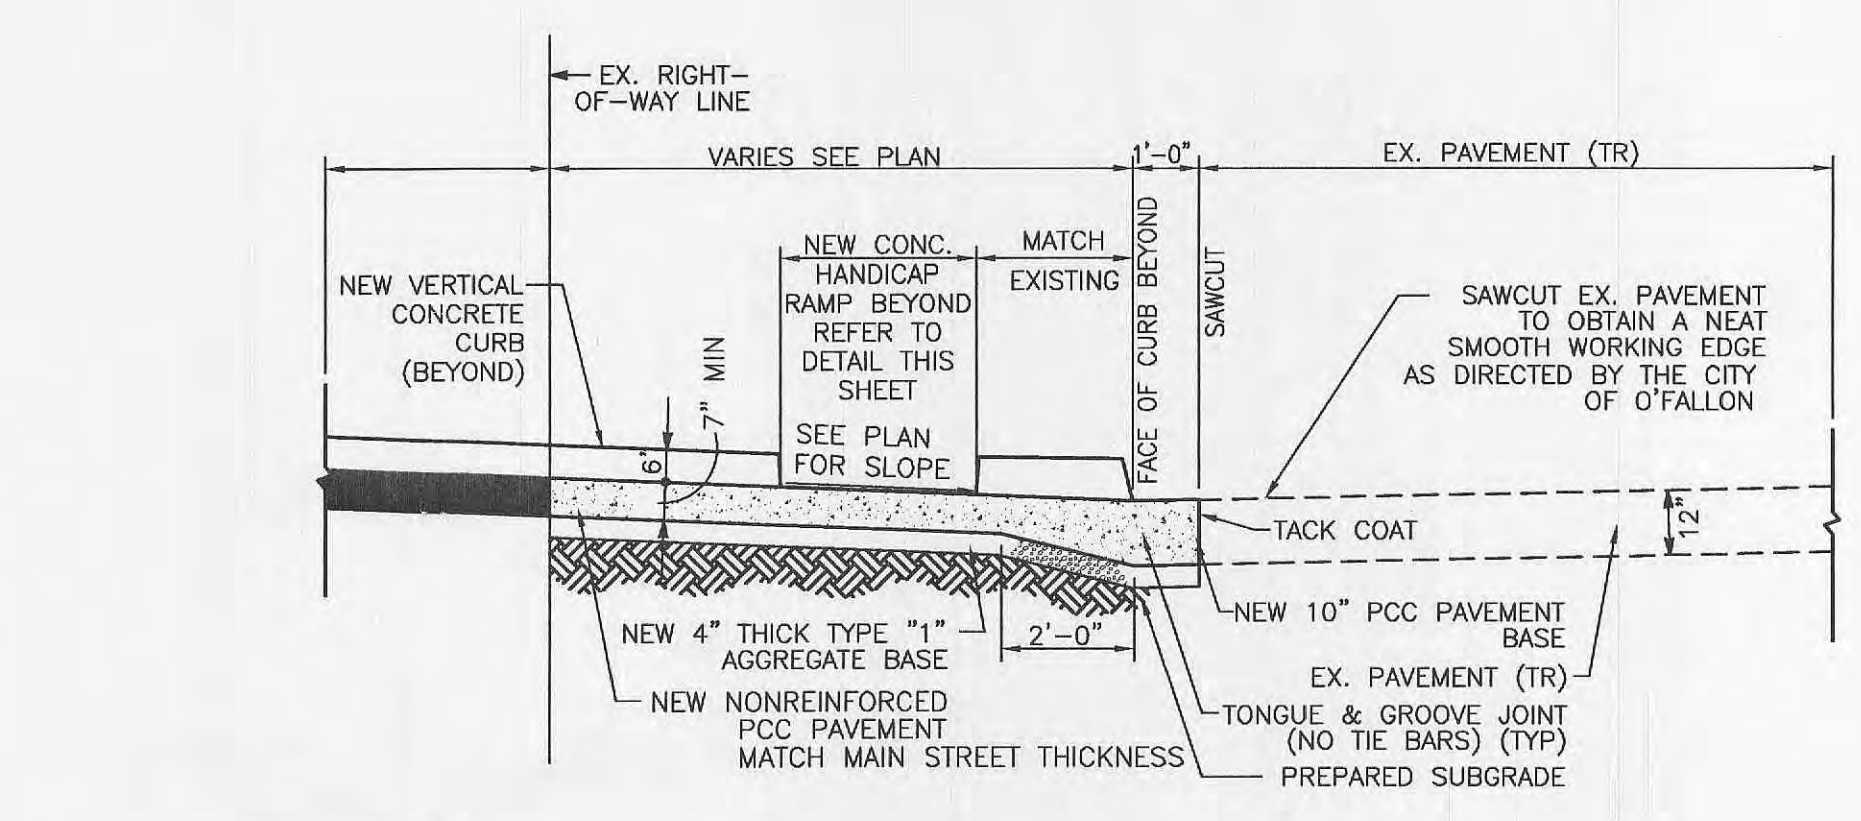 EX. RIGHT-
OF-WAY LINE
VARIES SEE PLAN
1'-0"
EX. PAVEMENT (TR)
NEW VERTICAL
CONCRETE
CURB
(BEYOND)
7" MIN
6"
NEW CONC.
HANDICAP
RAMP BEYOND
REFER TO
DETAIL THIS
SHEET
SEE PLAN
FOR SLOPE
MATCH
EXISTING
FACE OF CURB BEYOND
SAWCUT
SAWCUT EX. PAVEMENT
TO OBTAIN A NEAT
SMOOTH WORKING EDGE
AS DIRECTED BY THE CITY
OF O'FALLON
TACK COAT
12"
NEW 4" THICK TYPE "1"
AGGREGATE BASE
2'-0"
NEW 10" PCC PAVEMENT
BASE
EX. PAVEMENT (TR)
NEW NONREINFORCED
PCC PAVEMENT
MATCH MAIN STREET THICKNESS
TONGUE & GROOVE JOINT
(NO TIE BARS) (TYP)
PREPARED SUBGRADE